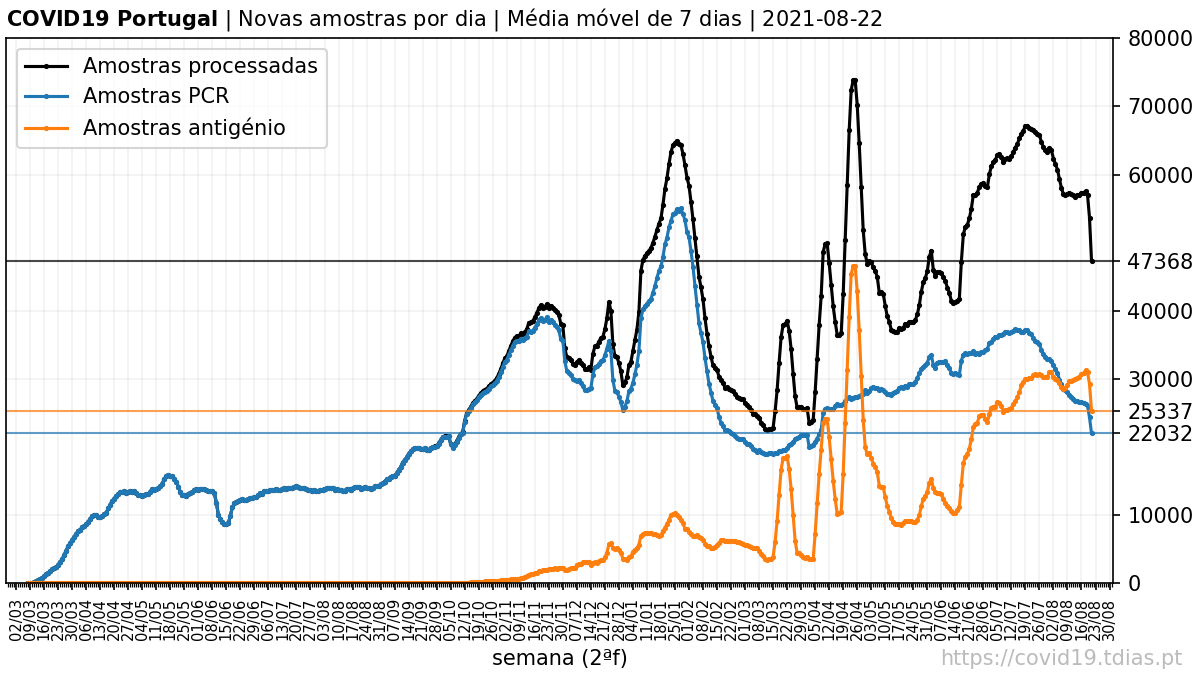 COVID19 Portugal | Novas amostras por dia | Média móvel de 7 dias | 2021-08-22
Amostras processadas
Amostras PCR
Amostras antigénio
80000
70000
60000
47368
40000
30000
25337
22032
10000
0
02/03 09/03 16/03 23/03 30/03 06/04 13/04 20/04 27/04 04/05 11/05 18/05 25/05 01/06 08/06 15/06 22/06 29/06 06/07 13/07 20/07 27/07 03/08 10/08 17/08 24/08 31/08 07/09 14/09 21/09 28/09 05/10 12/10 19/10 26/10 02/11 09/11 16/11 23/11 30/11 07/12 14/12 21/12 28/12 04/01 11/01 18/01 25/01 01/02 08/02 15/02 22/02 01/03 08/03 15/03 22/03 29/03 05/04 12/04 19/04 26/04 03/05 10/05 17/05 24/05 31/05 07/06 14/06 21/06 28/06 05/07 12/07 19/07 26/07 02/08 09/08 16/08 23/08 30/08
semana (2ªf)
https://covid19.tdias.pt